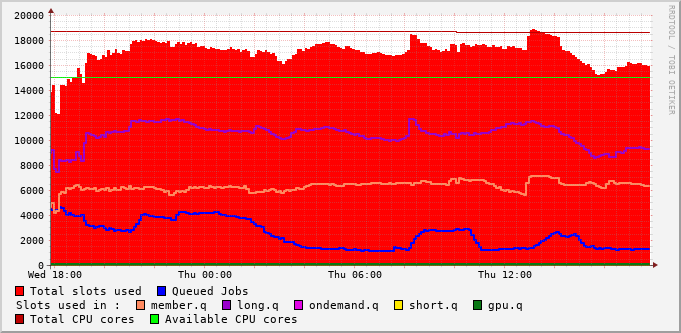 20000
18000
16000
14000
12000
10000
8000
6000
4000
2000
0
Wed 18:00 Thu 00:00 Thu 06:00 Thu 12:00
RRDTOOL / TOBI OETIKER
Total slots used Queued Jobs
Slots used in : member.q long.q ondemand.q short.q gpu.q
Total CPU cores Available CPU cores